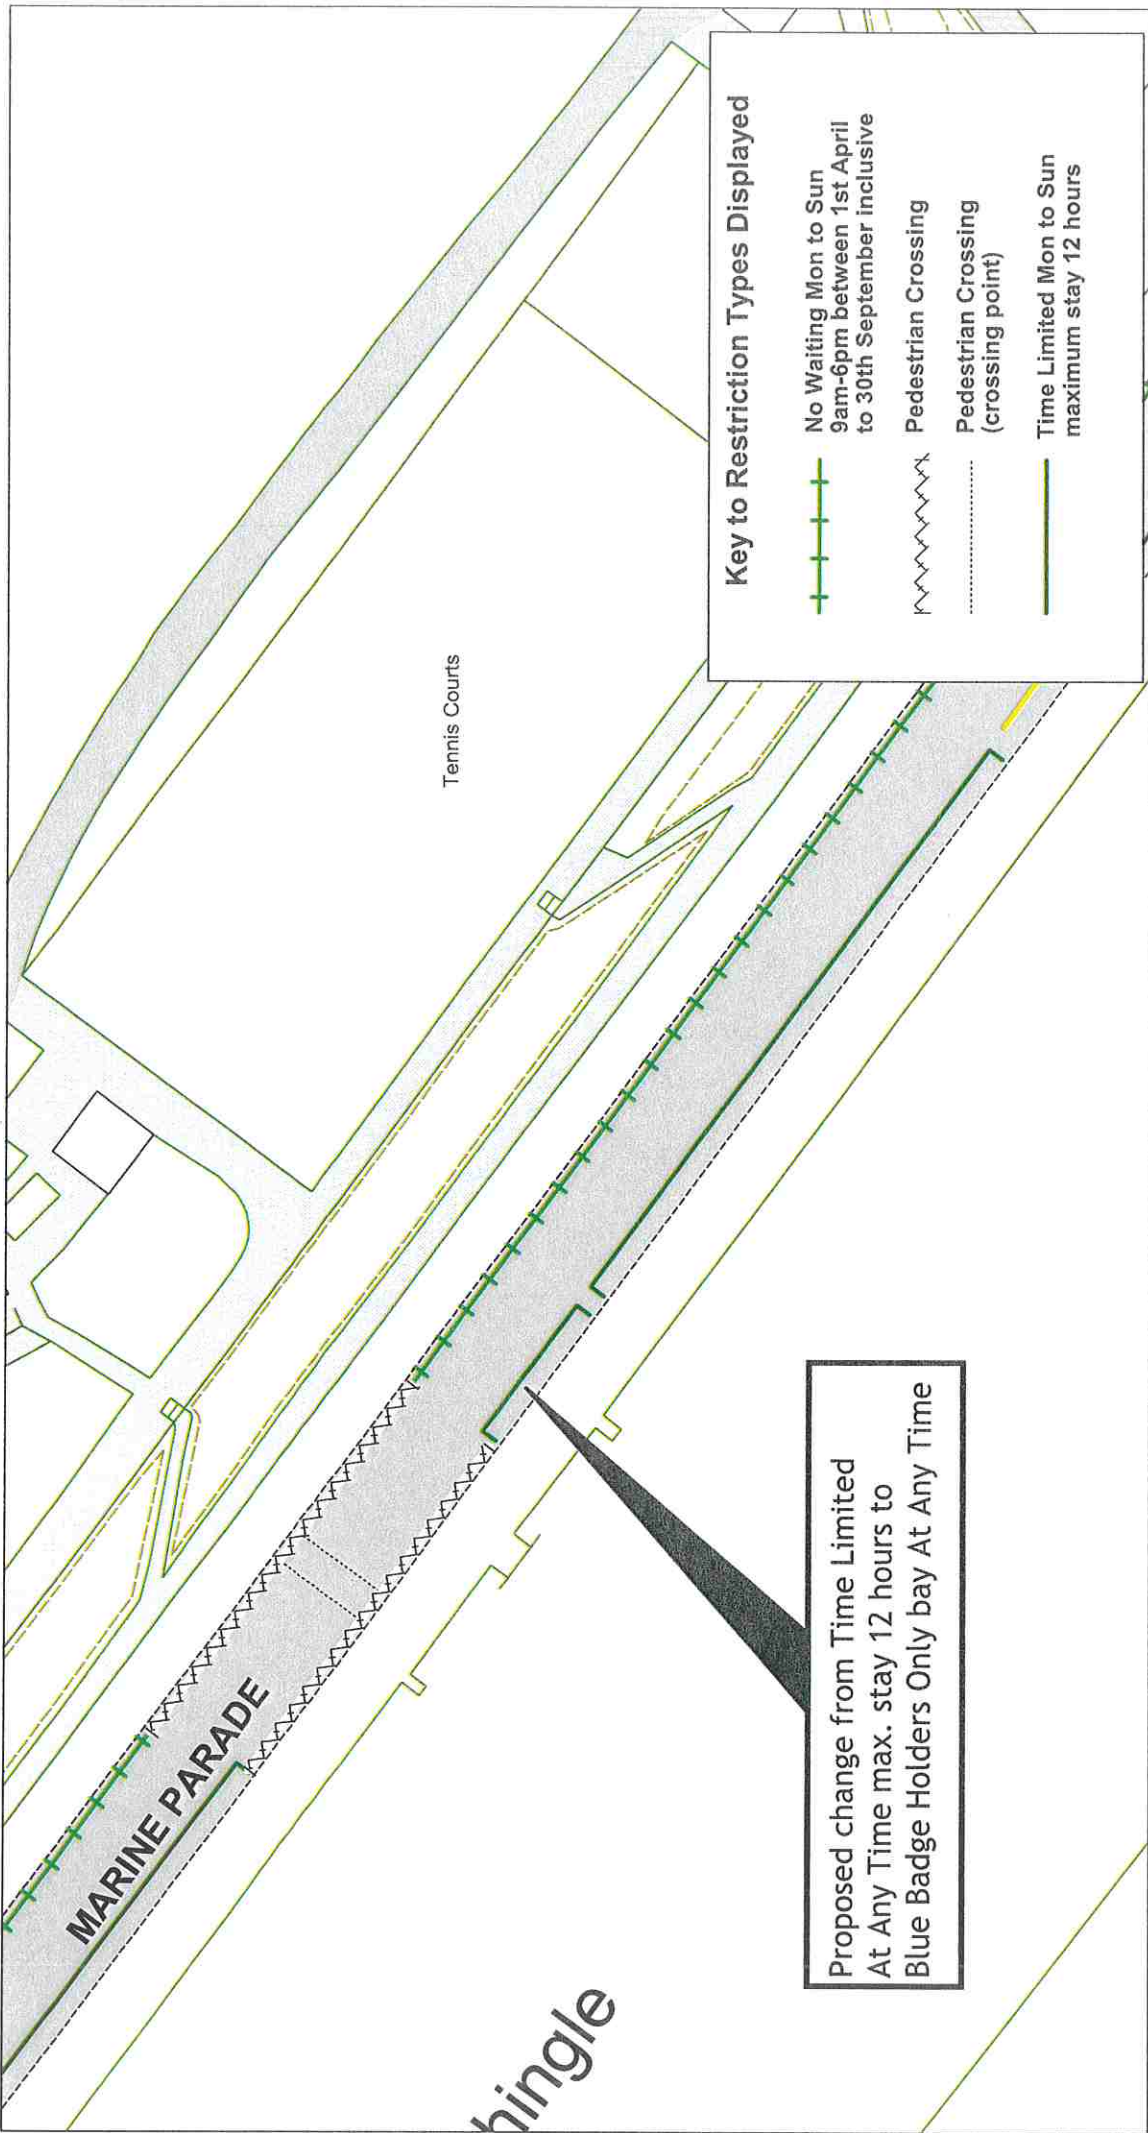 Tennis Courts
MARINE PARADE
hingle
Proposed change from Time Limited
At Any Time max. stay 12 hours to
Blue Badge Holders Only bay At Any Time
Key to Restriction Types Displayed
No Waiting Mon to Sun
9am-6pm between 1st April
to 30th September inclusive
Pedestrian Crossing
Pedestrian Crossing
(crossing point)
Time Limited Mon to Sun
maximum stay 12 hours